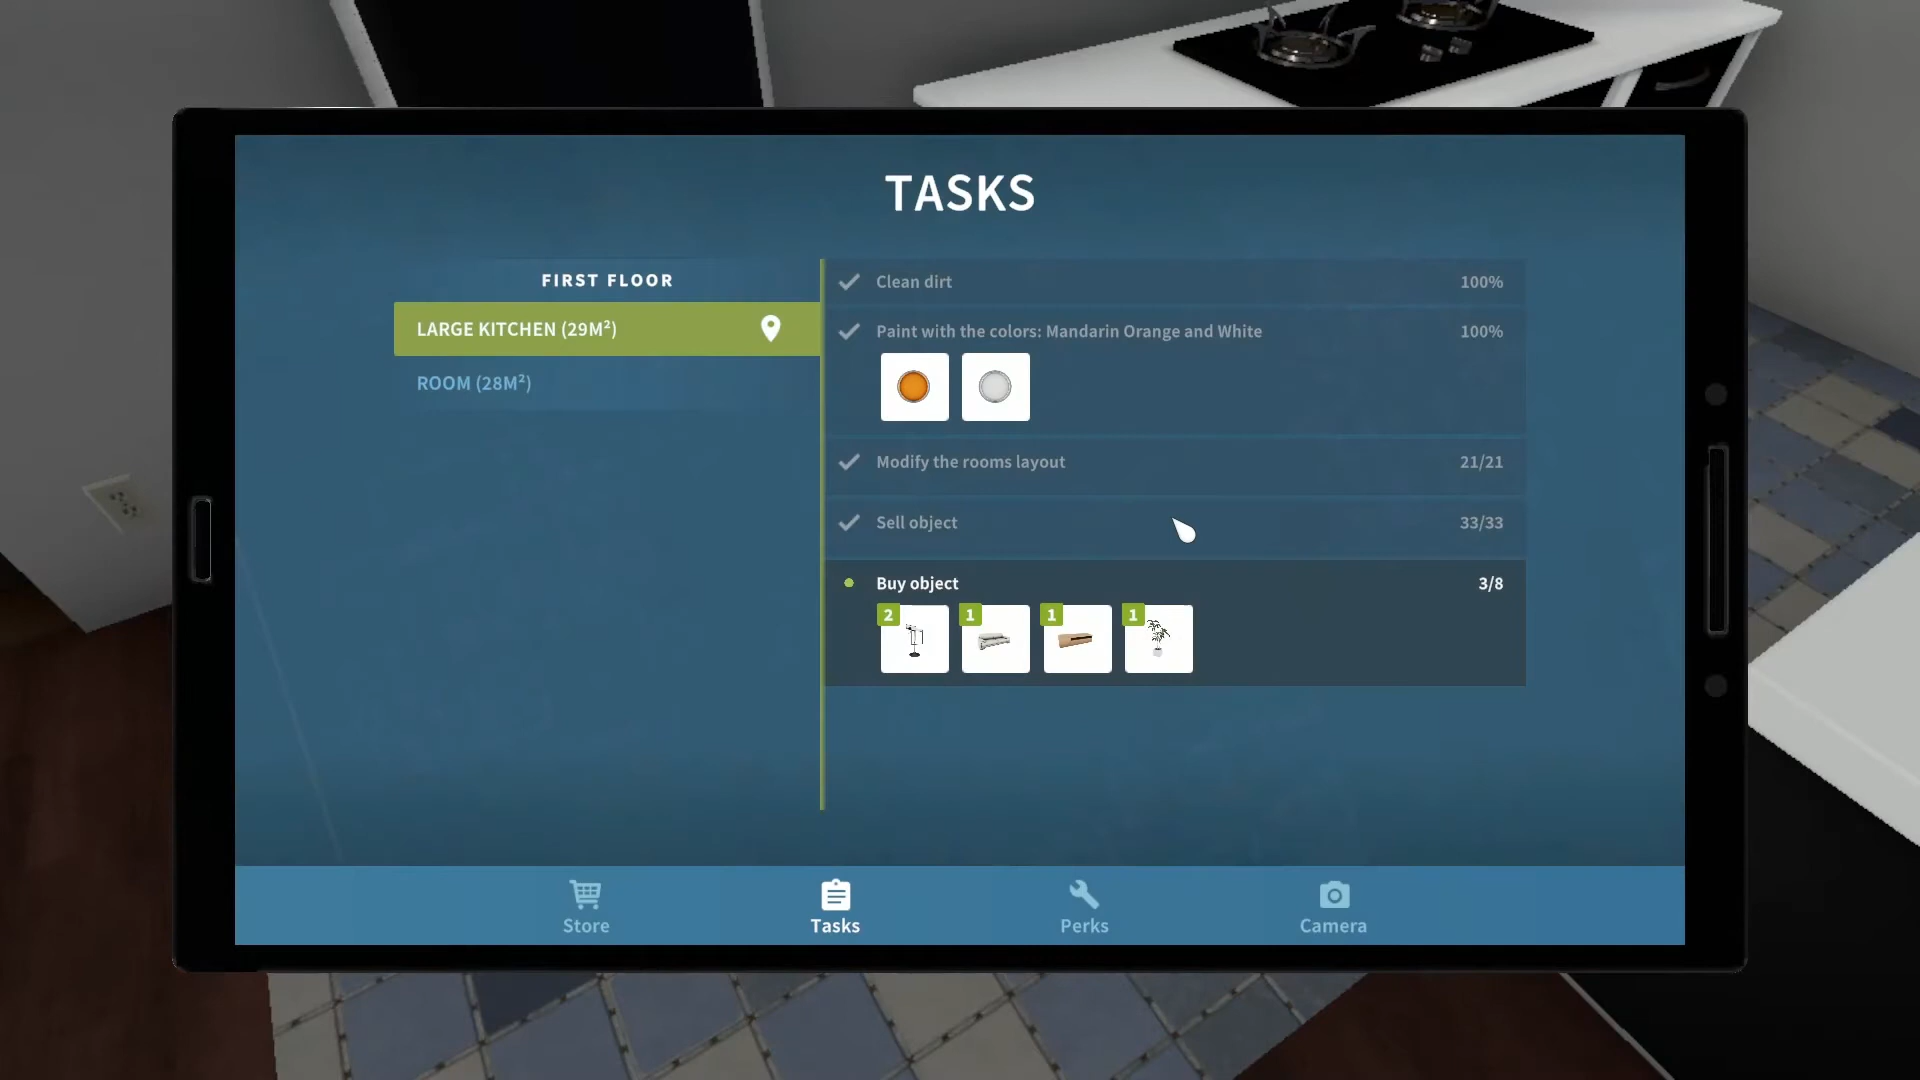 TASKS
FIRST FLOOR
LARGE KITCHEN (29M²)
ROOM (28M²)
Clean dirt 100%
Paint with the colors: Mandarin Orange and White 100%
Modify the rooms layout 21/21
Sell object 33/33
Buy object 3/8
2 1 1 1
Store Tasks Perks Camera